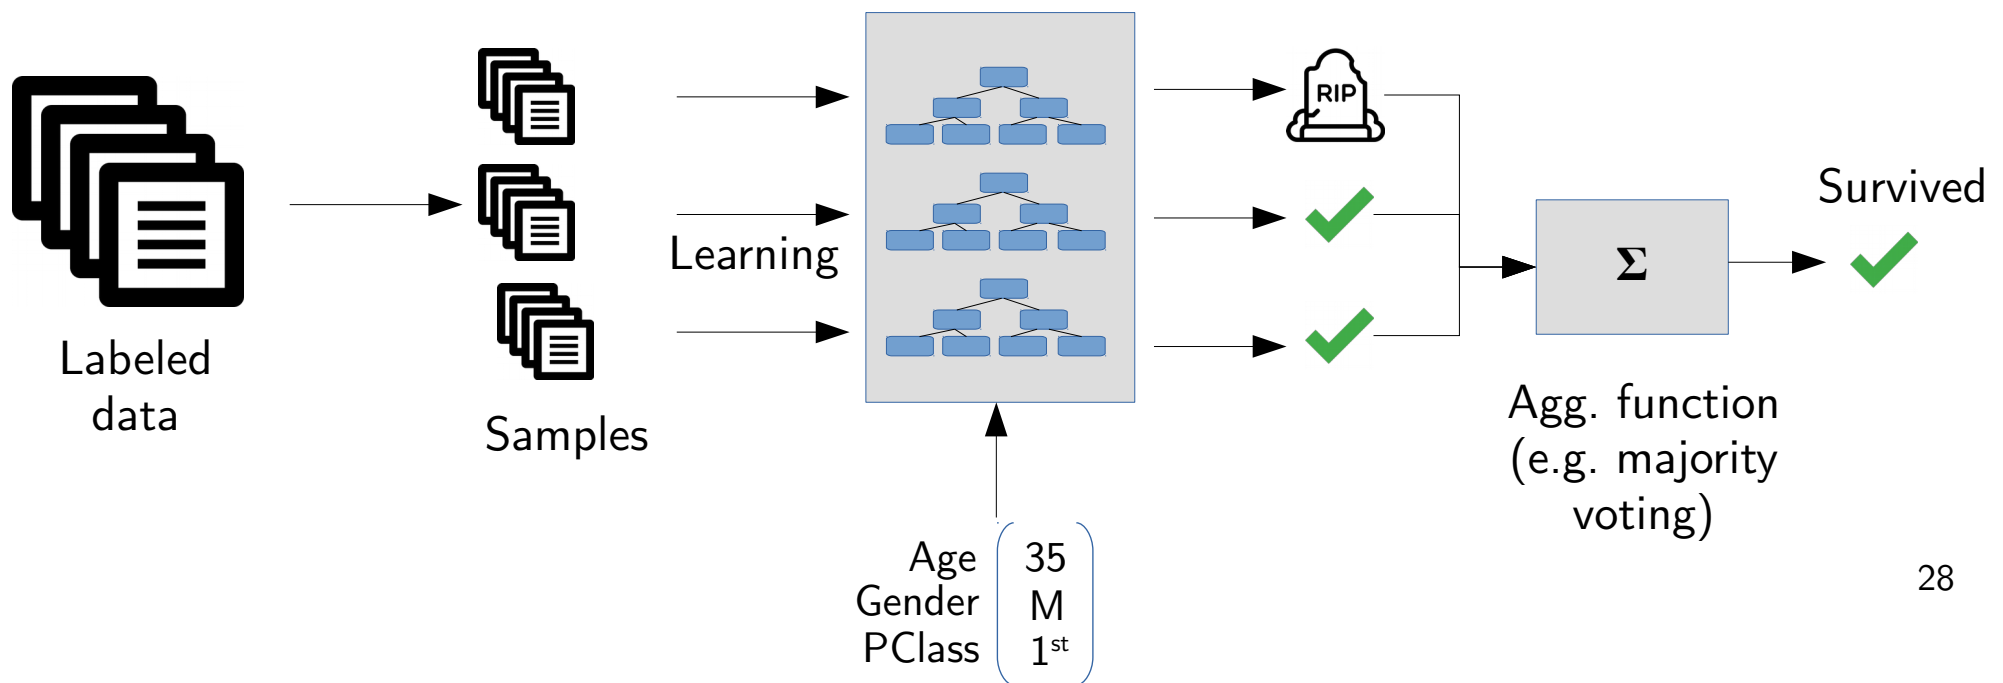 Labeled
data
Samples
Learning
Age 35
Gender M
PClass 1st
RIP
Σ
Agg. function
(e.g. majority
voting)
Survived
28